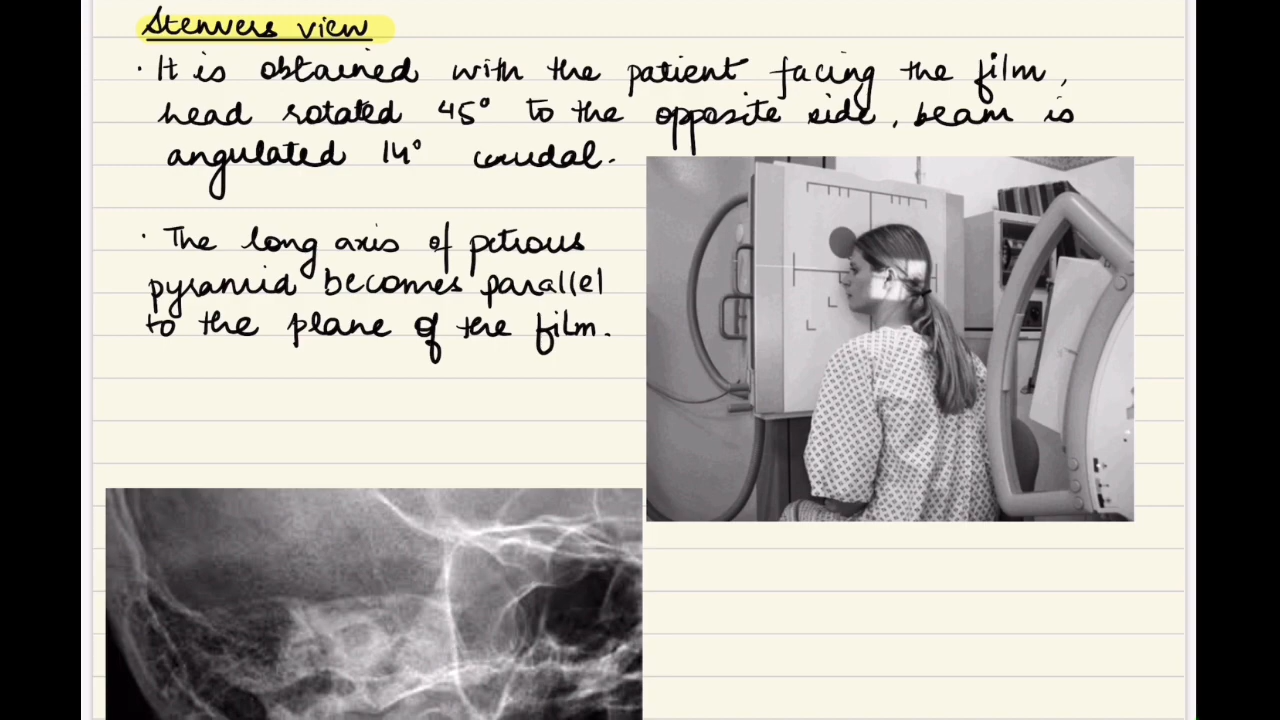 Stenvers view
· It is obtained with the patient facing the film,
head rotated 45° to the opposite side, beam is
angulated 14° caudal.
· The long axis of petrous
pyramid becomes parallel
to the plane of the film.